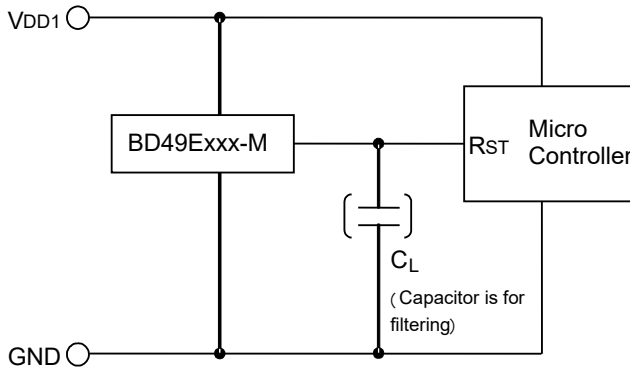 VDD1
BD49Exxx-M
RST
Micro
Controller
CL
(Capacitor is for
filtering)
GND